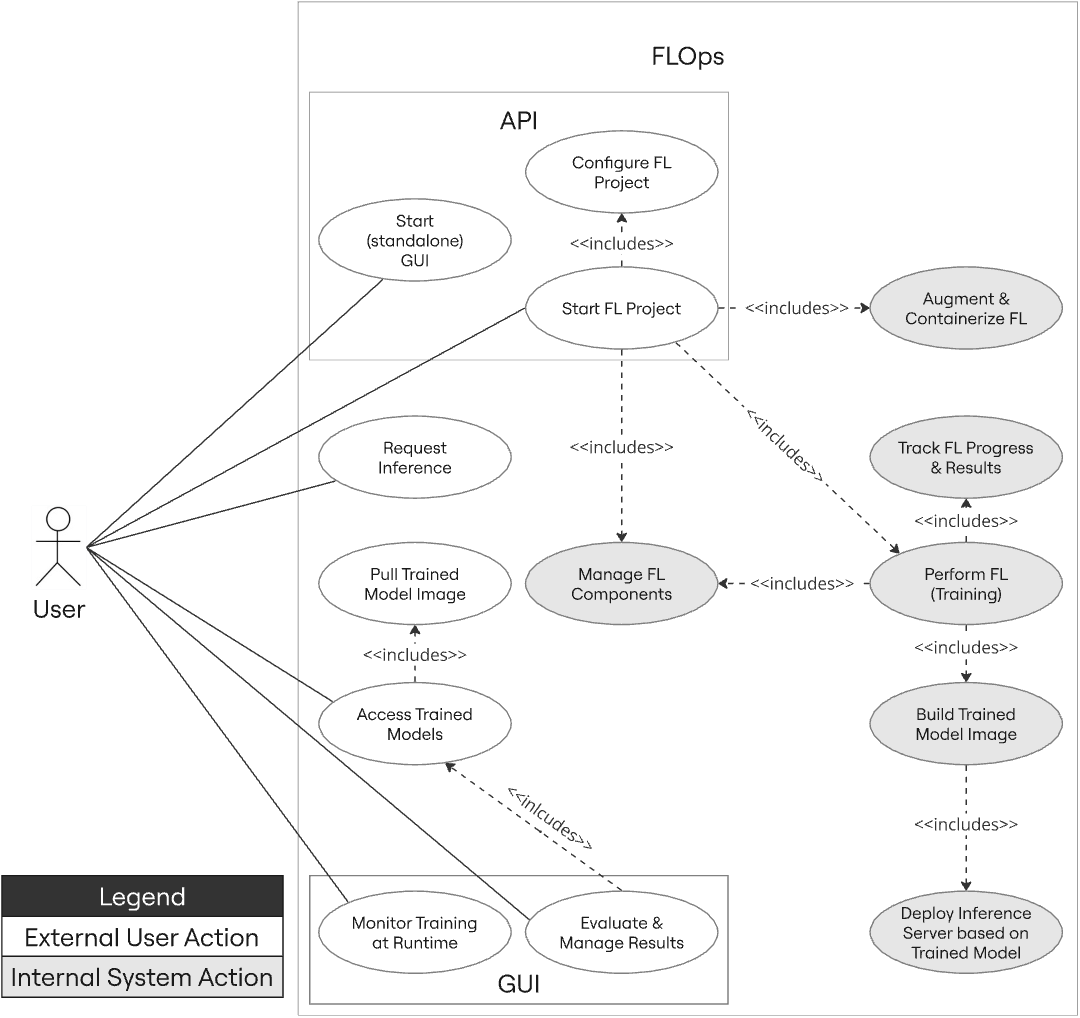 FLOps
API
Configure FL
Project
<<includes>>
Start
(standalone)
GUI
Start FL Project
<<includes>>
Augment &
Containerize FL
<<includes>>
<<includes>>
Request
Inference
Track FL Progress
& Results
<<includes>>
User
Pull Trained
Model Image
Manage FL
Components
<<includes>>
Perform FL
(Training)
<<includes>>
<<includes>>
Access Trained
Models
Build Trained
Model Image
<<inlcudes>>
<<includes>>
Monitor Training
at Runtime
Evaluate &
Manage Results
GUI
Deploy Inference
Server based on
Trained Model
Legend
External User Action
Internal System Action